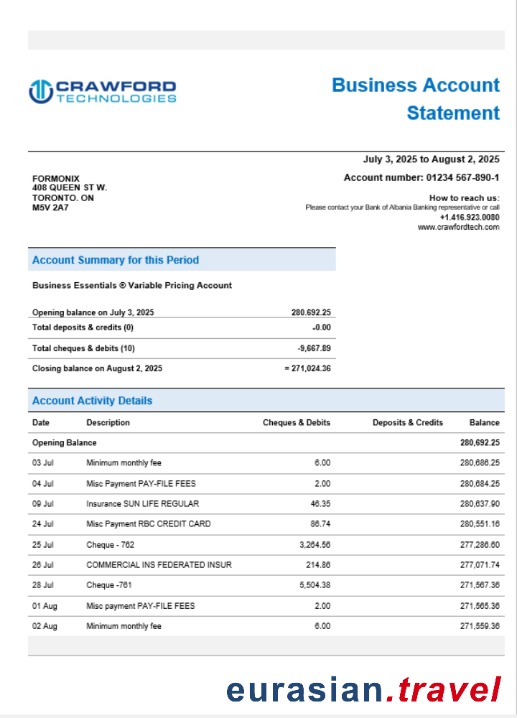 CRAWFORD
TECHNOLOGIES
Business Account
Statement
July 3, 2025 to August 2, 2025
Account number: 01234 567-890-1
FORMONIX
408 QUEEN ST W.
TORONTO. ON
M5V 2A7
How to reach us:
Please contact your Bank of Albania Banking representative or call
+1.416.923.0080
www.crawfordtech.com
Account Summary for this Period
Business Essentials ® Variable Pricing Account
Opening balance on July 3, 2025 280.692.25
Total deposits & credits (0) -0.00
Total cheques & debits (10) -9,667.89
Closing balance on August 2, 2025 = 271,024.36
Account Activity Details
Date Description Cheques & Debits Deposits & Credits Balance
Opening Balance 280,692.25
03 Jul Minimum monthly fee 6.00 280,686.25
04 Jul Misc Payment PAY-FILE FEES 2.00 280,684.25
09 Jul Insurance SUN LIFE REGULAR 46.35 280,637.90
24 Jul Misc Payment RBC CREDIT CARD 86.74 280,551.16
25 Jul Cheque - 762 3,264.56 277,286.60
26 Jul COMMERCIAL INS FEDERATED INSUR 214.86 277,071.74
28 Jul Cheque -761 5,504.38 271,567.36
01 Aug Misc payment PAY-FILE FEES 2.00 271,565.36
02 Aug Minimum monthly fee 6.00 271,559.36
eurasian.travel